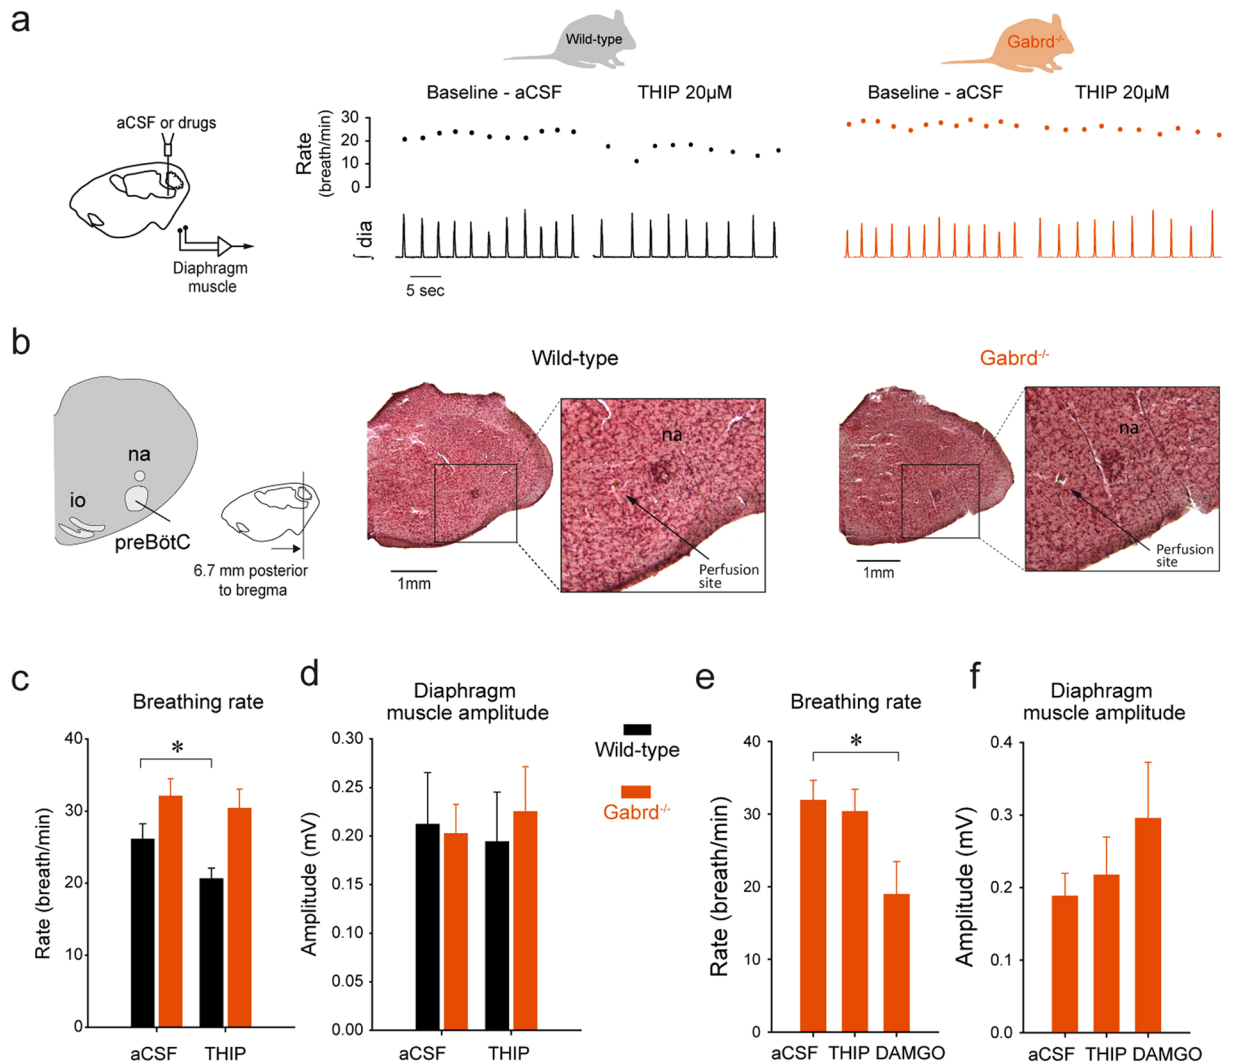 a
Wild-type
Gabrd-/-
Baseline - aCSF
THIP 20µM
Baseline - aCSF
THIP 20µM
aCSF or drugs
Rate
(breath/min)
30
20
10
0
∫ dia
Diaphragm
muscle
5 sec
b
Wild-type
Gabrd-/-
na
io
preBötC
6.7 mm posterior
to bregma
na
Perfusion
site
1mm
na
Perfusion
site
1mm
c
Breathing rate
Rate (breath/min)
40
30
20
10
0
*
aCSF
THIP
d
Diaphragm
muscle amplitude
Amplitude (mV)
0.30
0.25
0.20
0.15
0.10
0.05
0.00
aCSF
THIP
Wild-type
Gabrd-/-
e
Breathing rate
Rate (breath/min)
40
30
20
10
0
*
aCSF
THIP
DAMGO
f
Diaphragm
muscle amplitude
Amplitude (mV)
0.4
0.3
0.2
0.1
0.0
aCSF
THIP
DAMGO